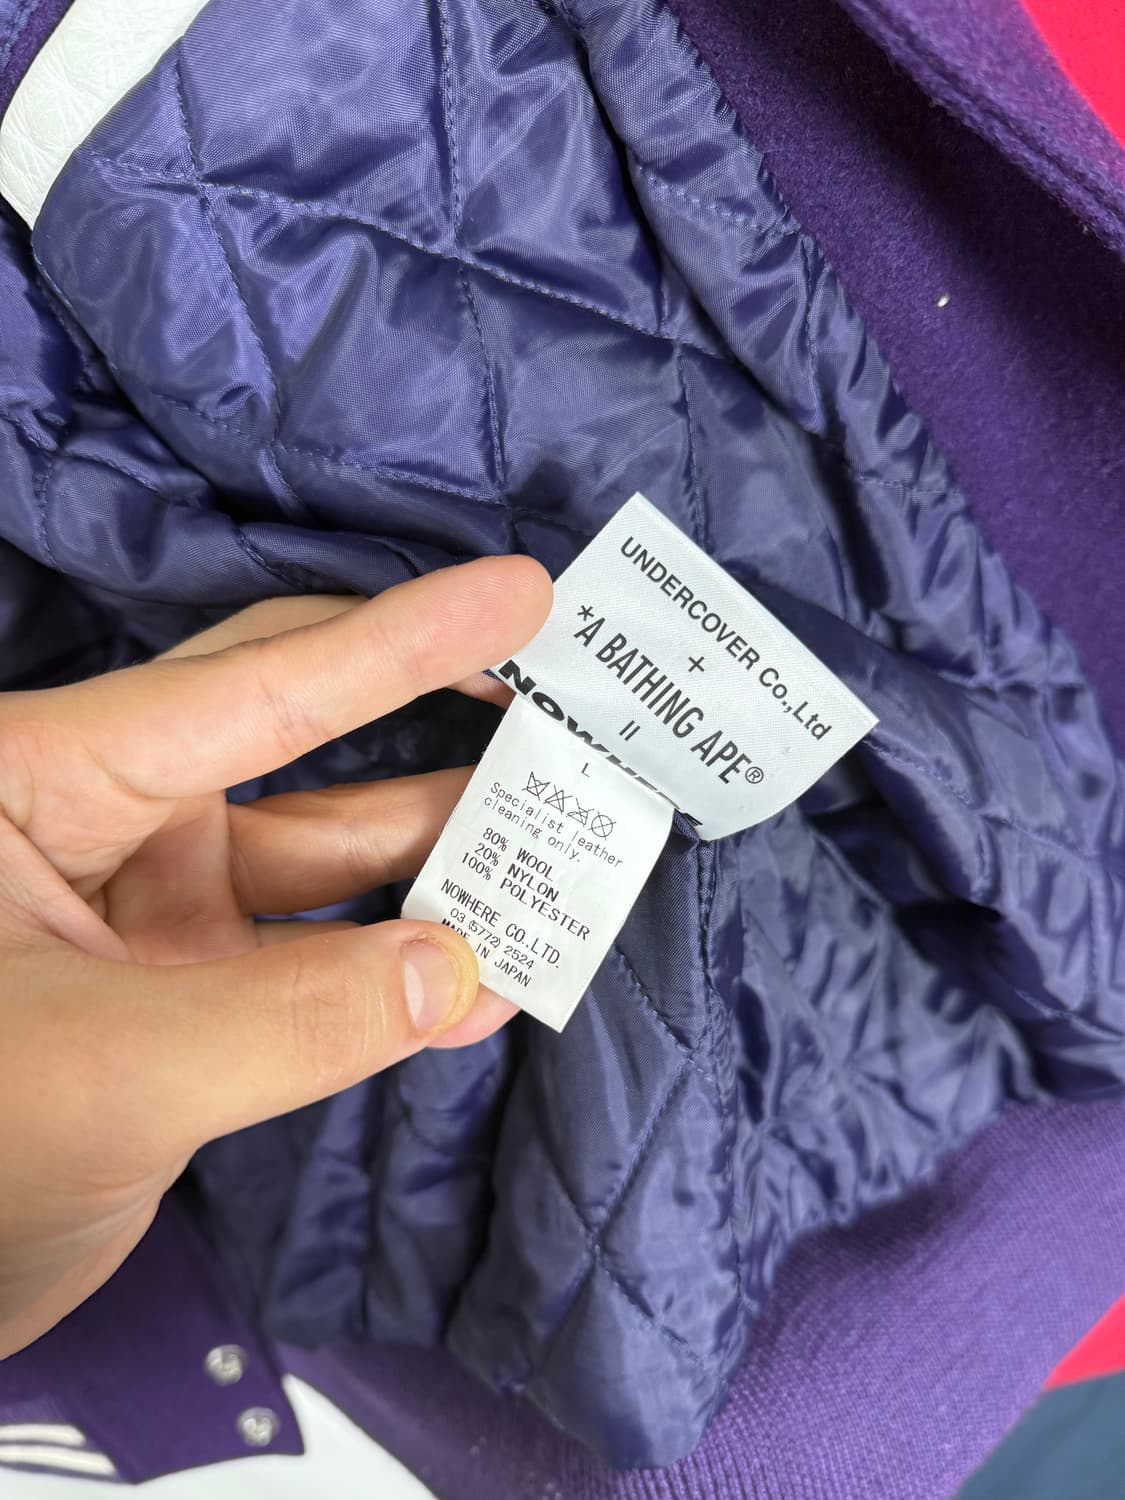 UNDERCOVER Co.,Ltd
+
*A BATHING APE®
=
NOWHERE
L
Specialist leather
cleaning only.
80% WOOL
20% NYLON
100% POLYESTER
NOWHERE CO.,LTD.
03 (5772) 2524
MADE IN JAPAN